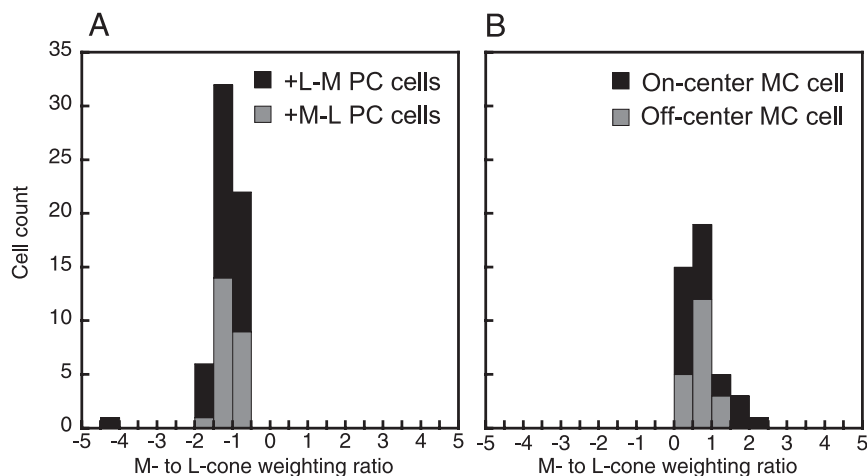 A
B
35
30
25
20
15
10
5
0
Cell count
+L-M PC cells
+M-L PC cells
On-center MC cell
Off-center MC cell
-5 -4 -3 -2 -1 0 1 2 3 4 5
-5 -4 -3 -2 -1 0 1 2 3 4 5
M- to L-cone weighting ratio
M- to L-cone weighting ratio